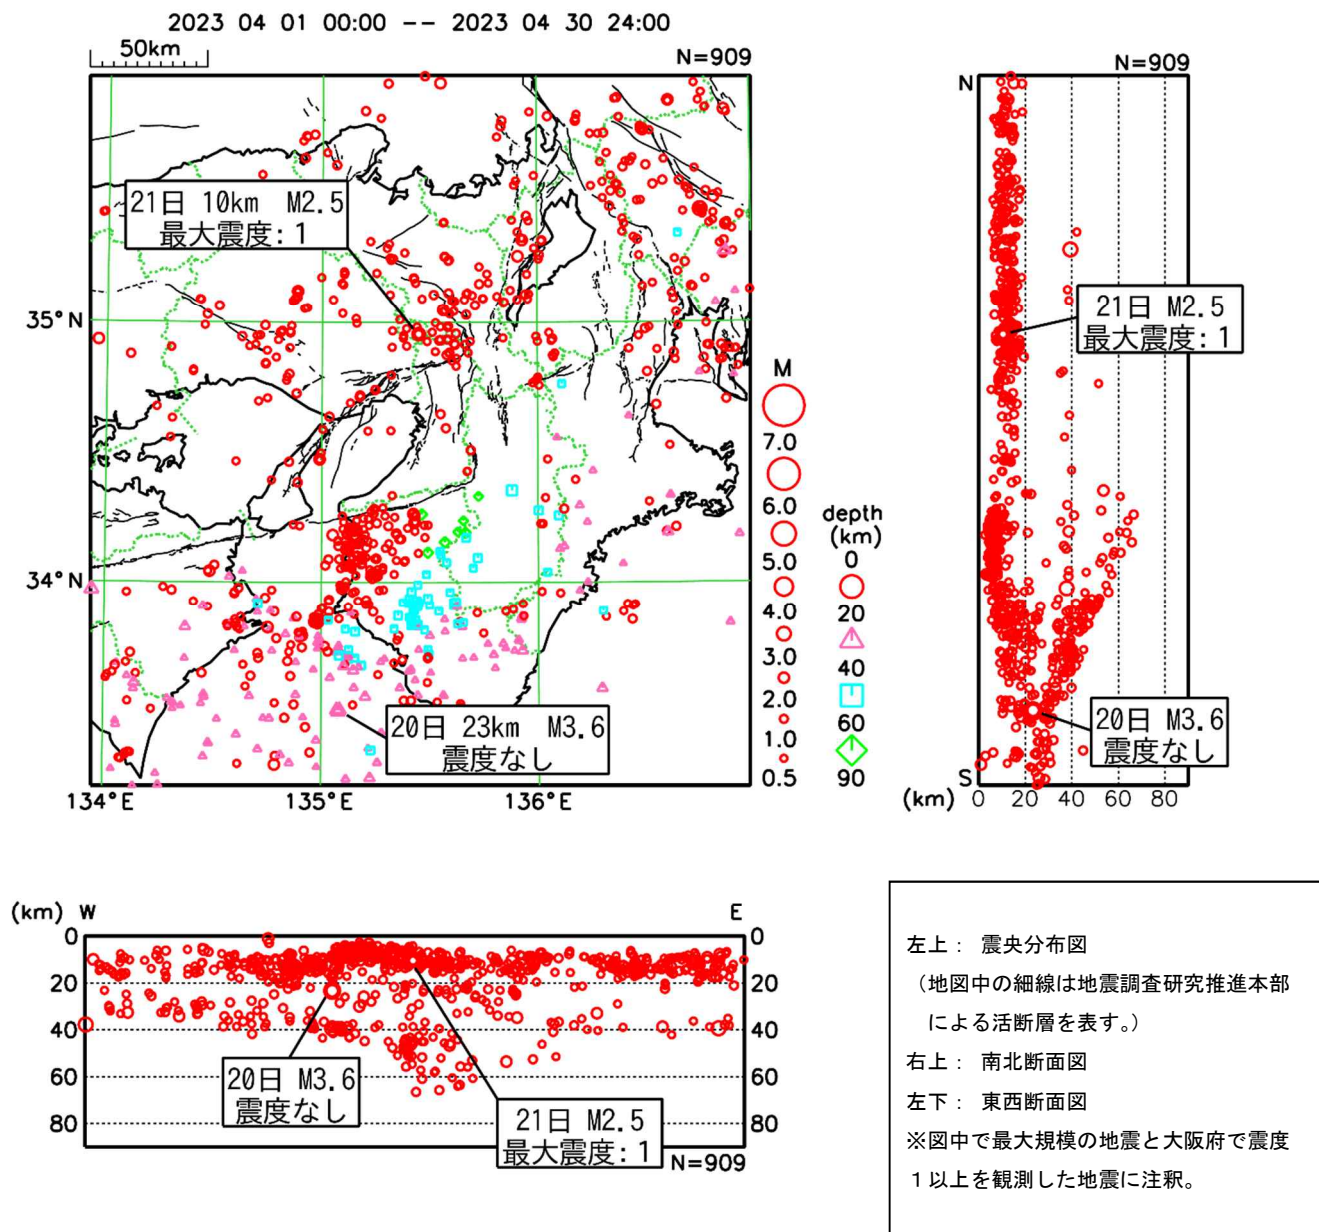 2023 04 01 00:00 -- 2023 04 30 24:00
50km
N=909
21日 10km M2.5
最大震度:1
35°N
34°N
20日 23km M3.6
震度なし
134°E
135°E
136°E
M
7.0
6.0
5.0
4.0
3.0
2.0
1.0
0.5
depth
(km)
0
20
40
60
90
N=909
N
21日 M2.5
最大震度:1
20日 M3.6
震度なし
S
(km)
0
20
40
60
80
(km) W
E
0
20
40
60
80
0
20
40
60
80
20日 M3.6
震度なし
21日 M2.5
最大震度:1
N=909
左上： 震央分布図
（地図中の細線は地震調査研究推進本部
による活断層を表す。）
右上： 南北断面図
左下： 東西断面図
※図中で最大規模の地震と大阪府で震度
１以上を観測した地震に注釈。